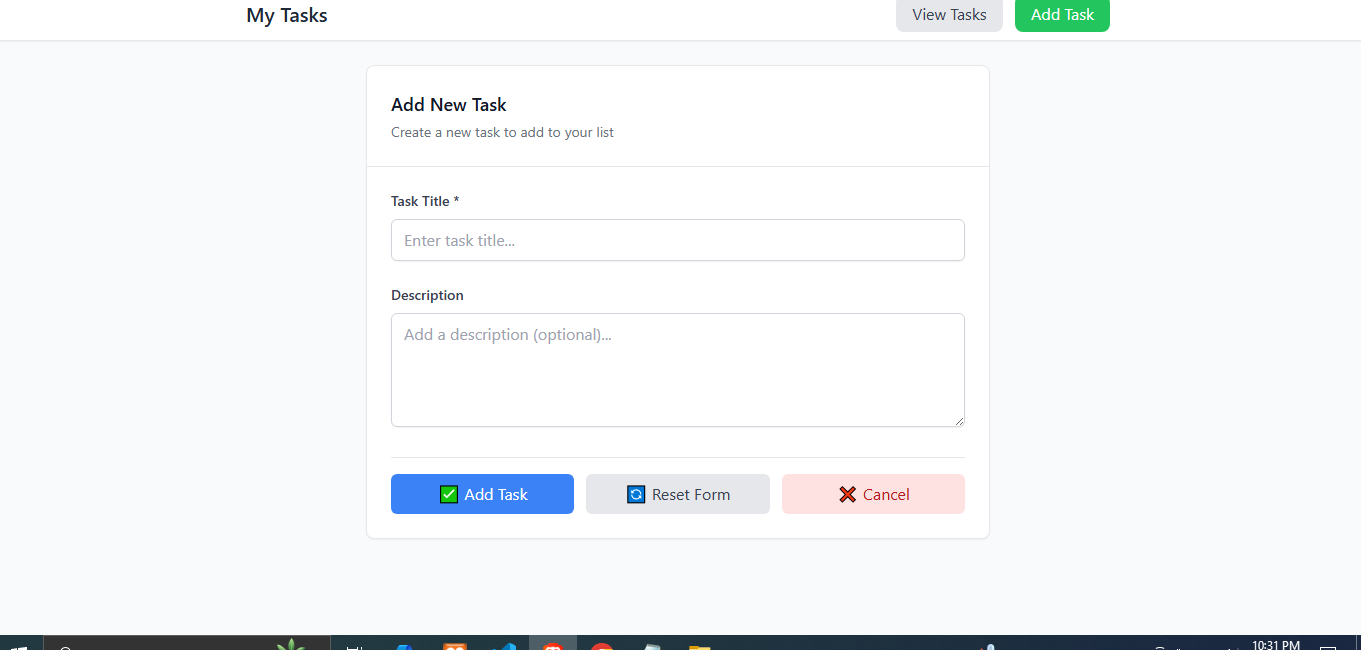 My Tasks
View Tasks
Add Task
Add New Task
Create a new task to add to your list
Task Title *
Enter task title...
Description
Add a description (optional)...
✅ Add Task
🔄 Reset Form
❌ Cancel
10:31 PM